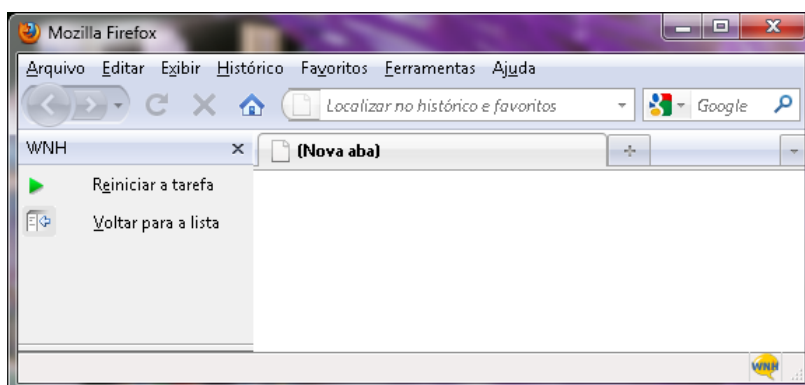 Mozilla Firefox
Arquivo Editar Exibir Histórico Favoritos Ferramentas Ajuda
Localizar no histórico e favoritos Google
WNH (Nova aba)
Reiniciar a tarefa
Voltar para a lista
WNH